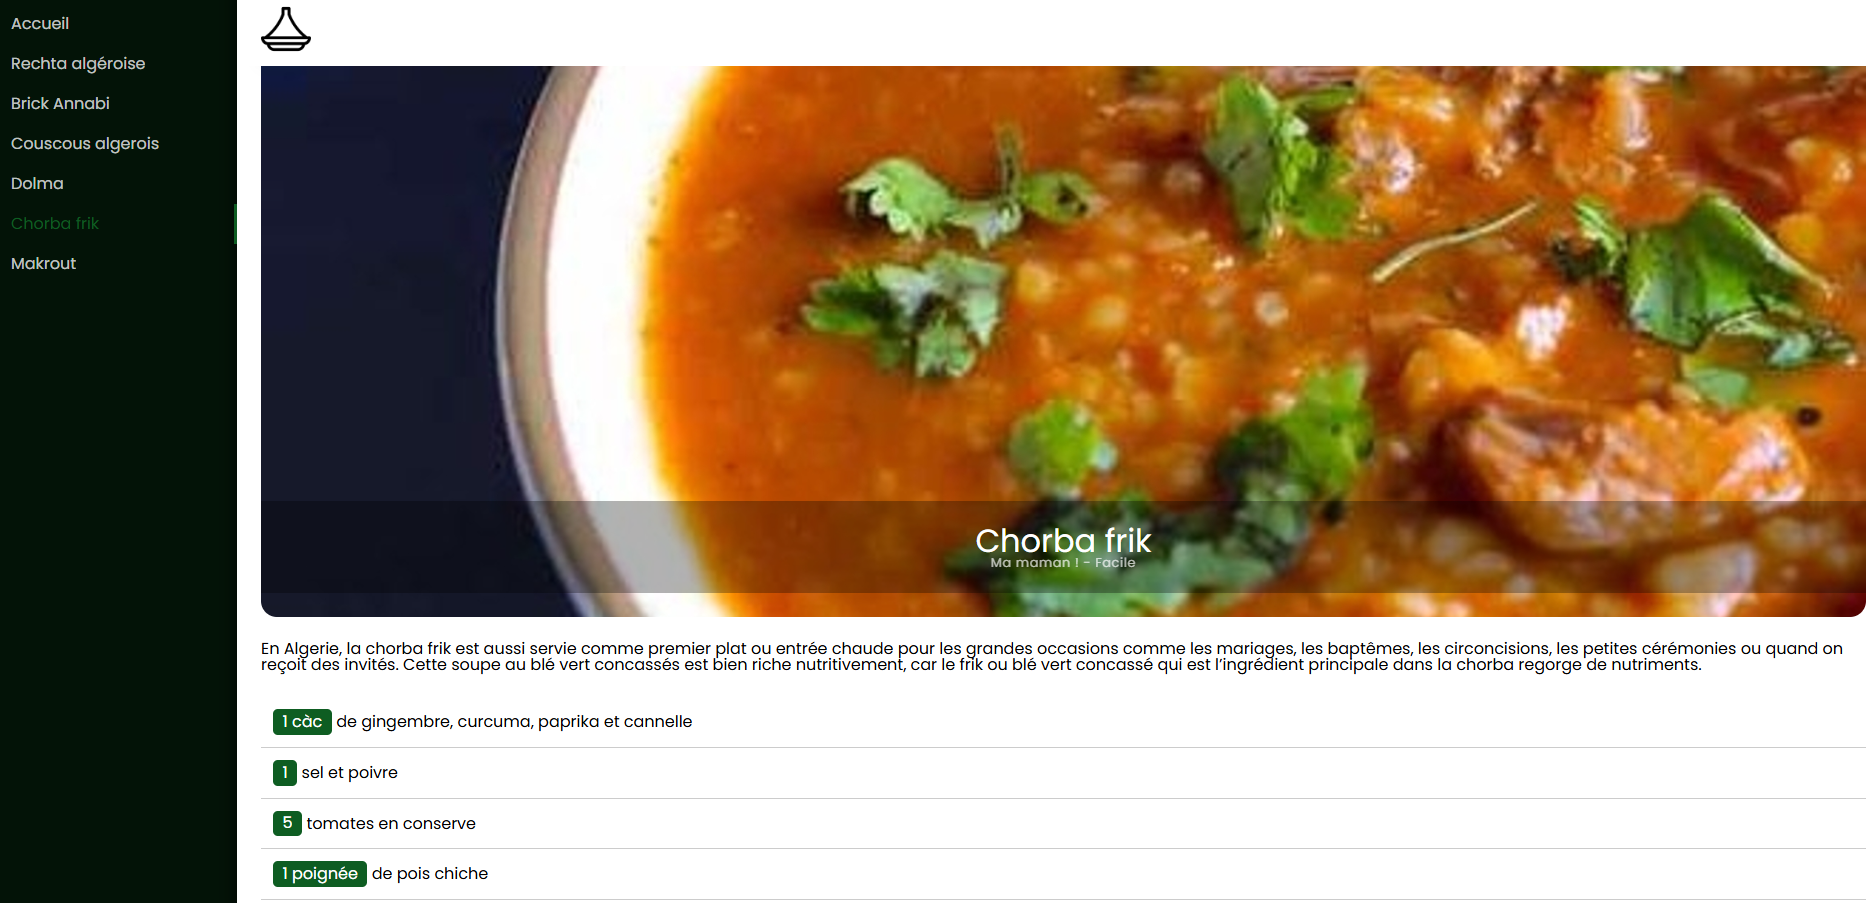 Accueil
Rechta algéroise
Brick Annabi
Couscous algerois
Dolma
Chorba frik
Makrout
Chorba frik
Ma maman ! - Facile
En Algerie, la chorba frik est aussi servie comme premier plat ou entrée chaude pour les grandes occasions comme les mariages, les baptêmes, les circoncisions, les petites cérémonies ou quand on
reçoit des invités. Cette soupe au blé vert concassés est bien riche nutritivement, car le frik ou blé vert concassé qui est l’ingrédient principale dans la chorba regorge de nutriments.
1 càc de gingembre, curcuma, paprika et cannelle
1 sel et poivre
5 tomates en conserve
1 poignée de pois chiche